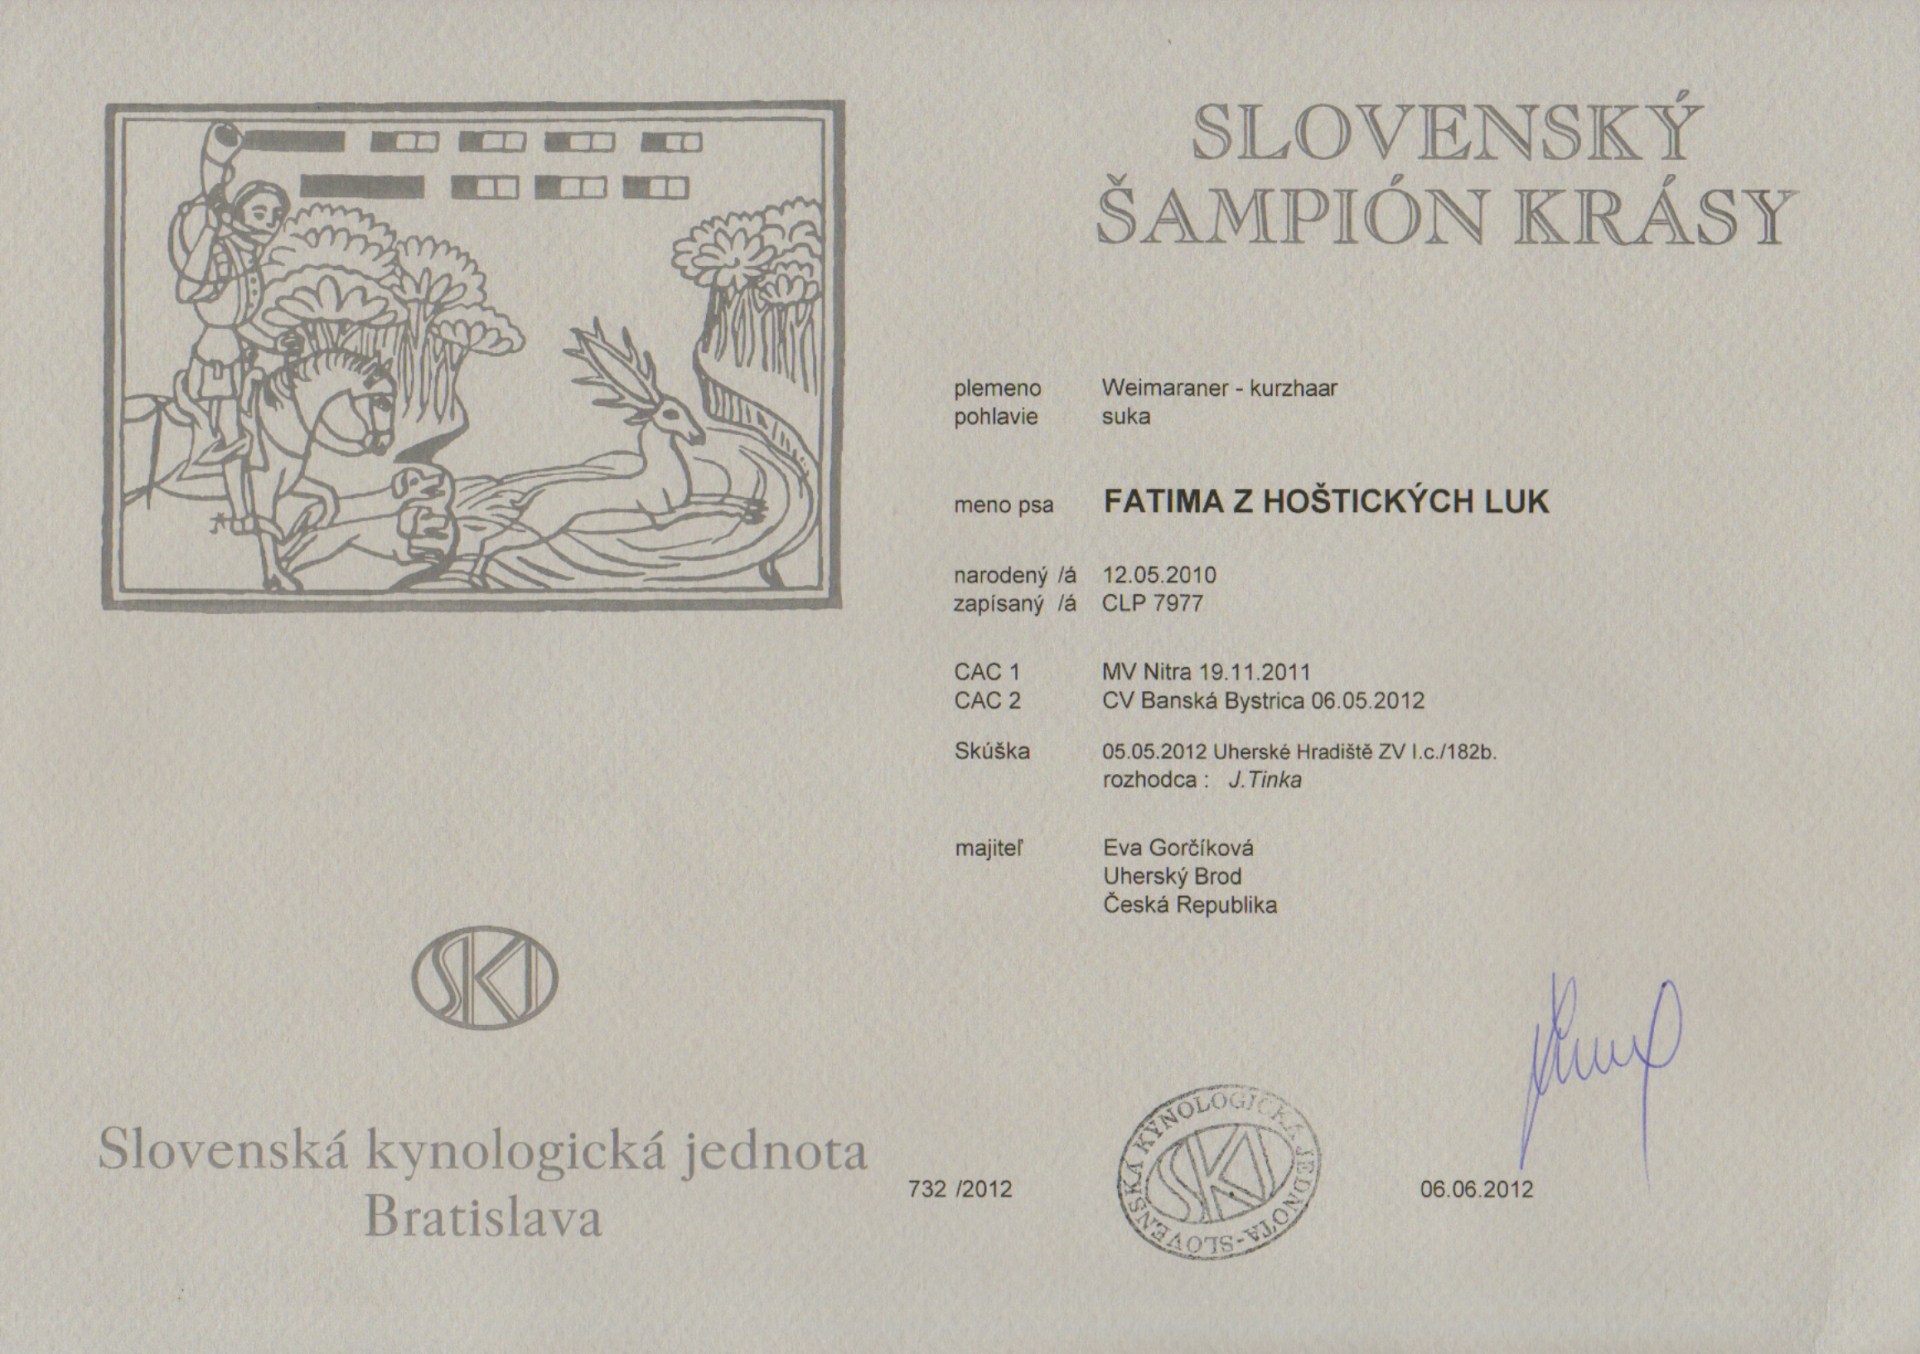 SLOVENSKÝ
ŠAMPIÓN KRÁSY
plemeno Weimaraner - kurzhaar
pohlavie suka
meno psa FATIMA Z HOŠTICKÝCH LUK
narodený /á 12.05.2010
zapísaný /á CLP 7977
CAC 1 MV Nitra 19.11.2011
CAC 2 CV Banská Bystrica 06.05.2012
Skúška 05.05.2012 Uherské Hradiště ZV I.c./182b.
rozhodca : J.Tinka
majiteľ Eva Gorčíková
Uherský Brod
Česká Republika
SKJ
Slovenská kynologická jednota
Bratislava
732 /2012
SLOVENSKÁ KYNOLOGICKÁ JEDNOTA-
SKJ
06.06.2012